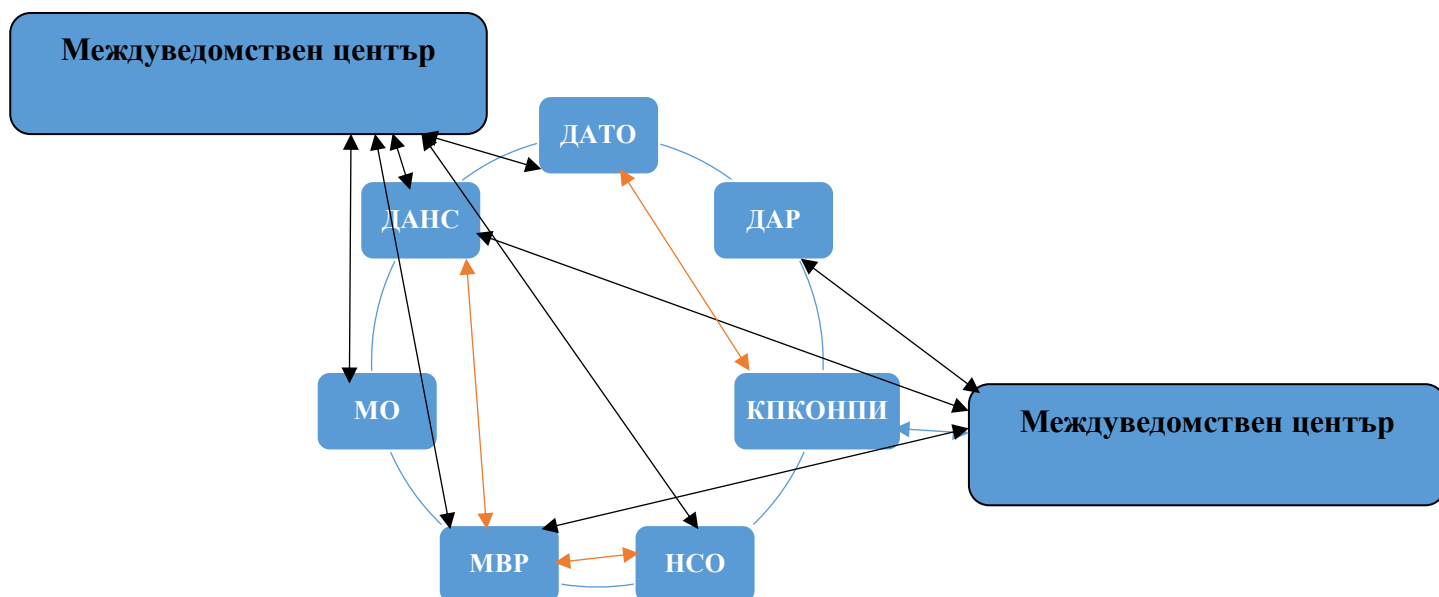 Междуведомствен център
ДАТО
ДАНС
ДАР
МО
КПКОНПИ
Междуведомствен център
МВР
НСО